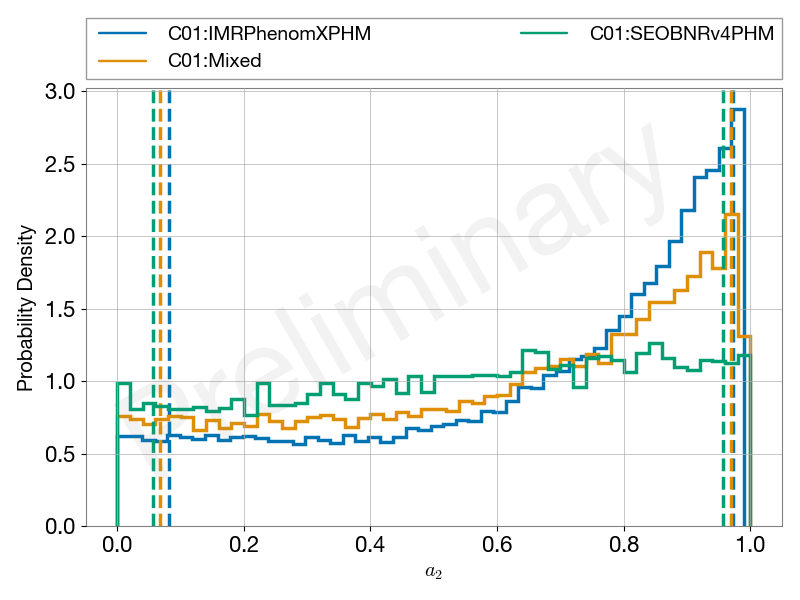 C01:IMRPhenomXPHM
C01:SEOBNRv4PHM
C01:Mixed
3.0
2.5
2.0
1.5
1.0
0.5
0.0
Probability Density
Preliminary
0.0 0.2 0.4 0.6 0.8 1.0
a2